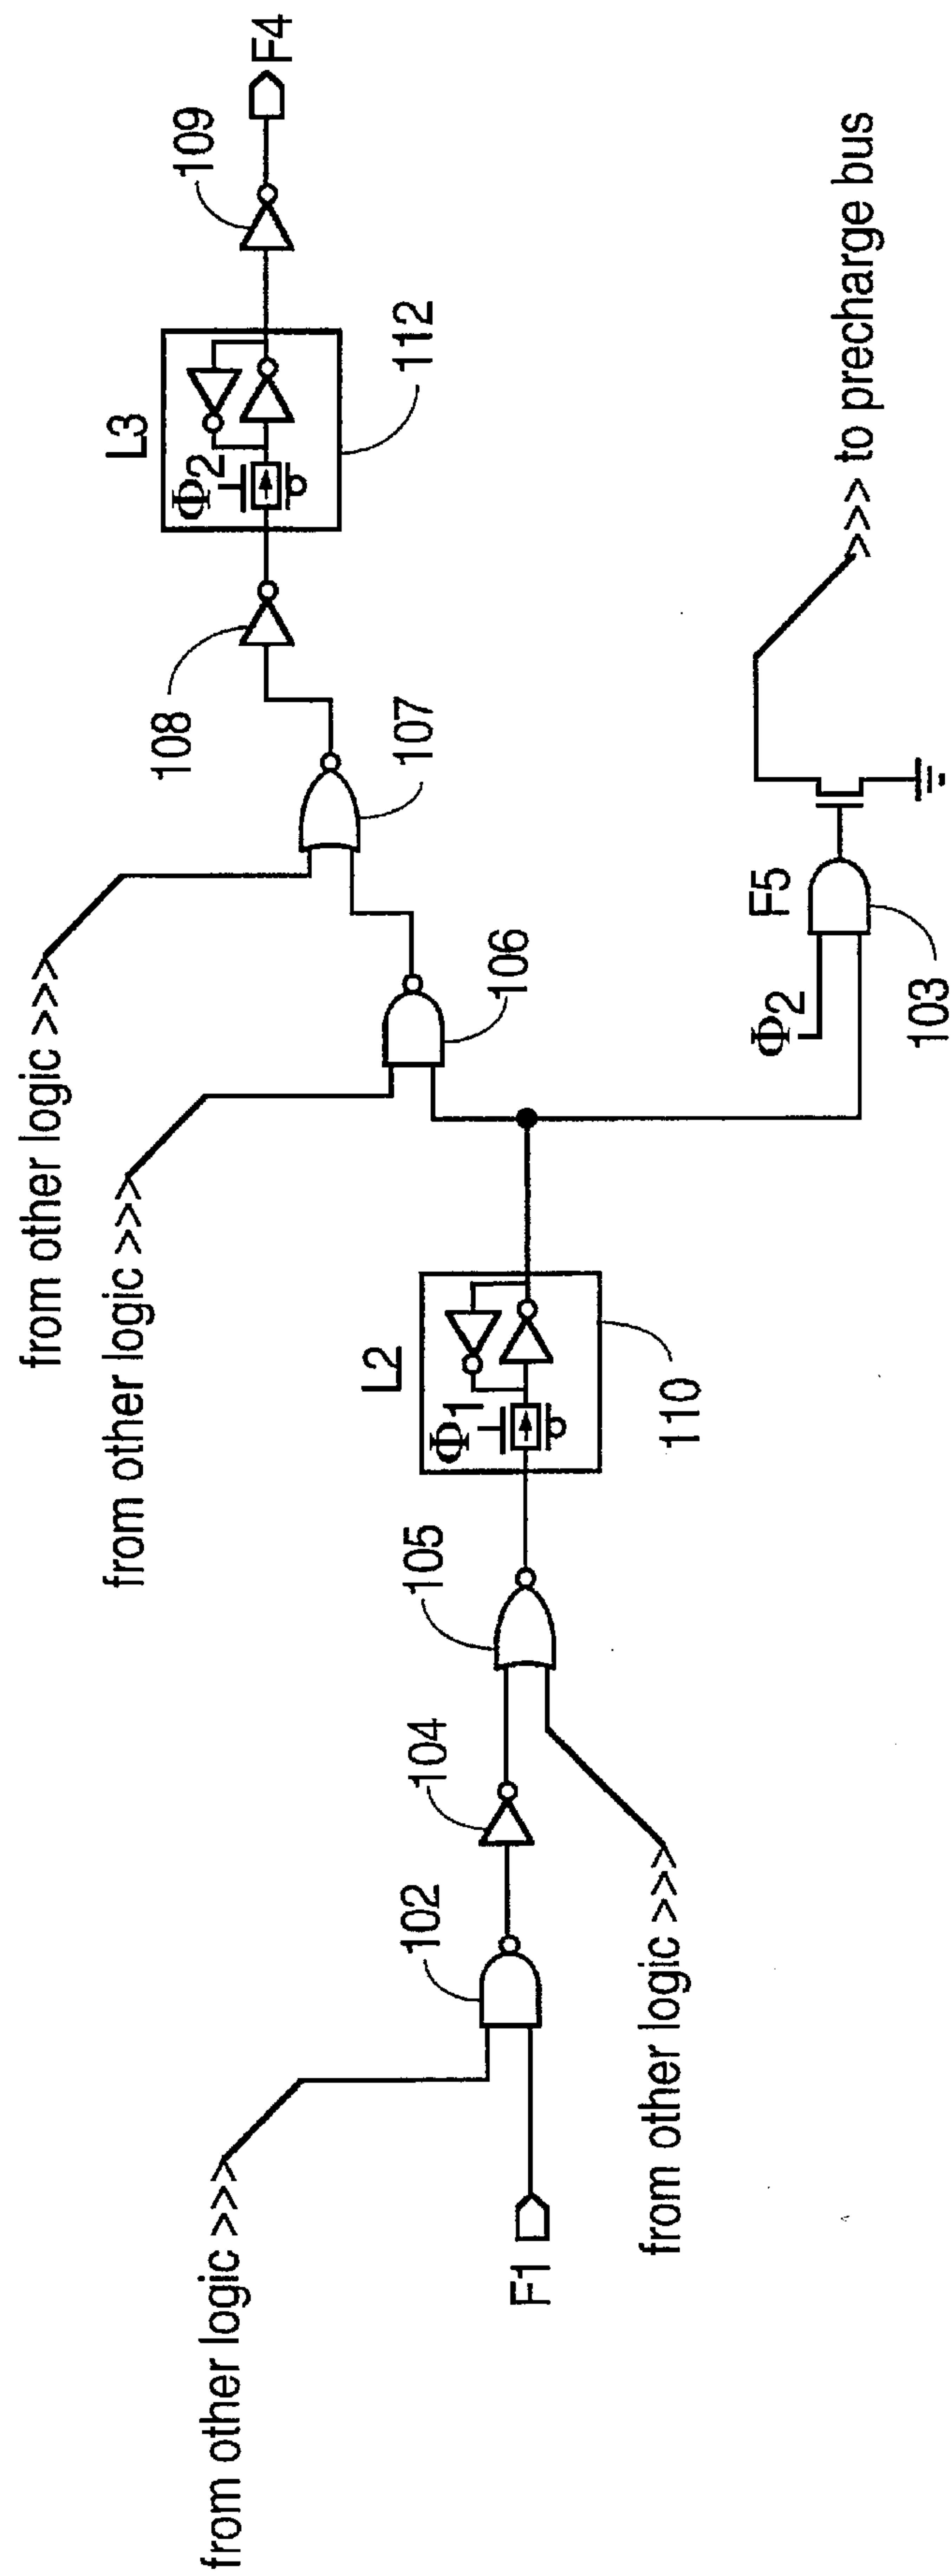 from other logic >>>
F1
102
104
from other logic >>>
105
L2
Φ1
110
from other logic >>>
from other logic >>>
106
107
Φ2
F5
103
>>> to precharge bus
108
L3
Φ2
112
109
F4